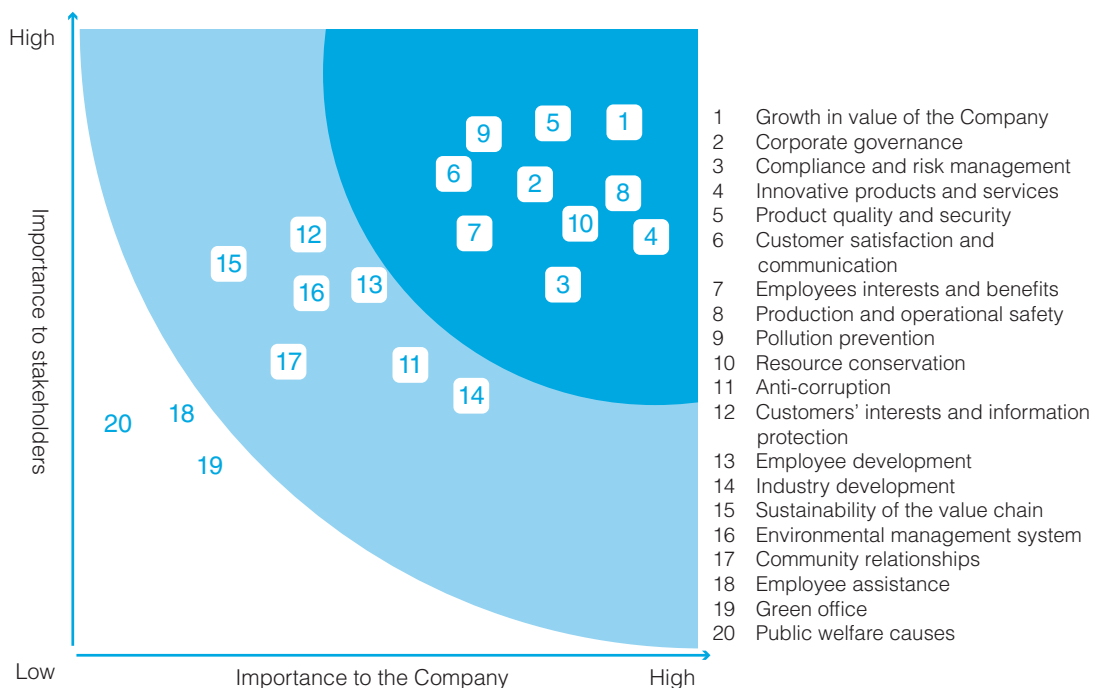 High
Importance to stakeholders
Low
Importance to the Company
High
9
5
1
6
2
8
7
10
4
3
12
15
16
13
17
11
14
20
18
19
1 Growth in value of the Company
2 Corporate governance
3 Compliance and risk management
4 Innovative products and services
5 Product quality and security
6 Customer satisfaction and
communication
7 Employees interests and benefits
8 Production and operational safety
9 Pollution prevention
10 Resource conservation
11 Anti-corruption
12 Customers’ interests and information
protection
13 Employee development
14 Industry development
15 Sustainability of the value chain
16 Environmental management system
17 Community relationships
18 Employee assistance
19 Green office
20 Public welfare causes